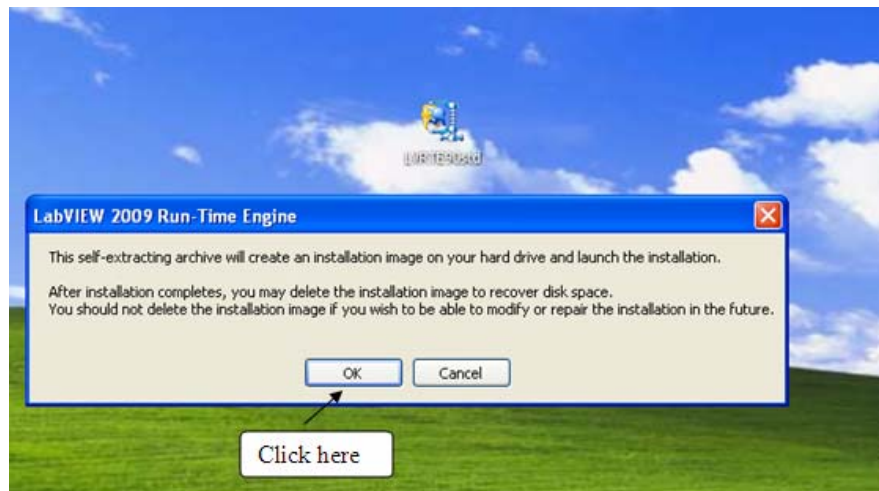 LVRTE90std
LabVIEW 2009 Run-Time Engine
This self-extracting archive will create an installation image on your hard drive and launch the installation.
After installation completes, you may delete the installation image to recover disk space.
You should not delete the installation image if you wish to be able to modify or repair the installation in the future.
OK Cancel
Click here